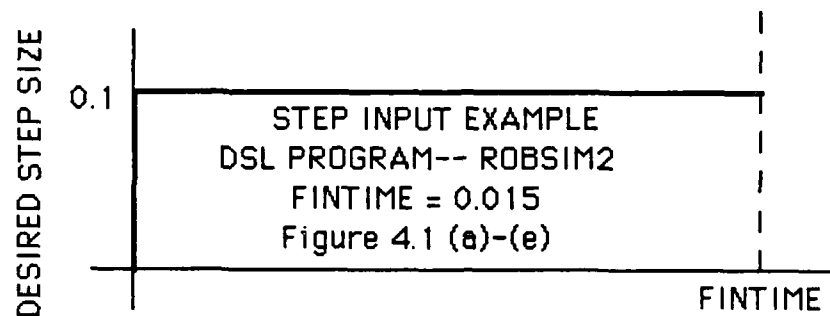 DESIRED STEP SIZE
0.1
STEP INPUT EXAMPLE
DSL PROGRAM-- ROBSIM2
FINTIME = 0.015
Figure 4.1 (a)-(e)
FINTIME